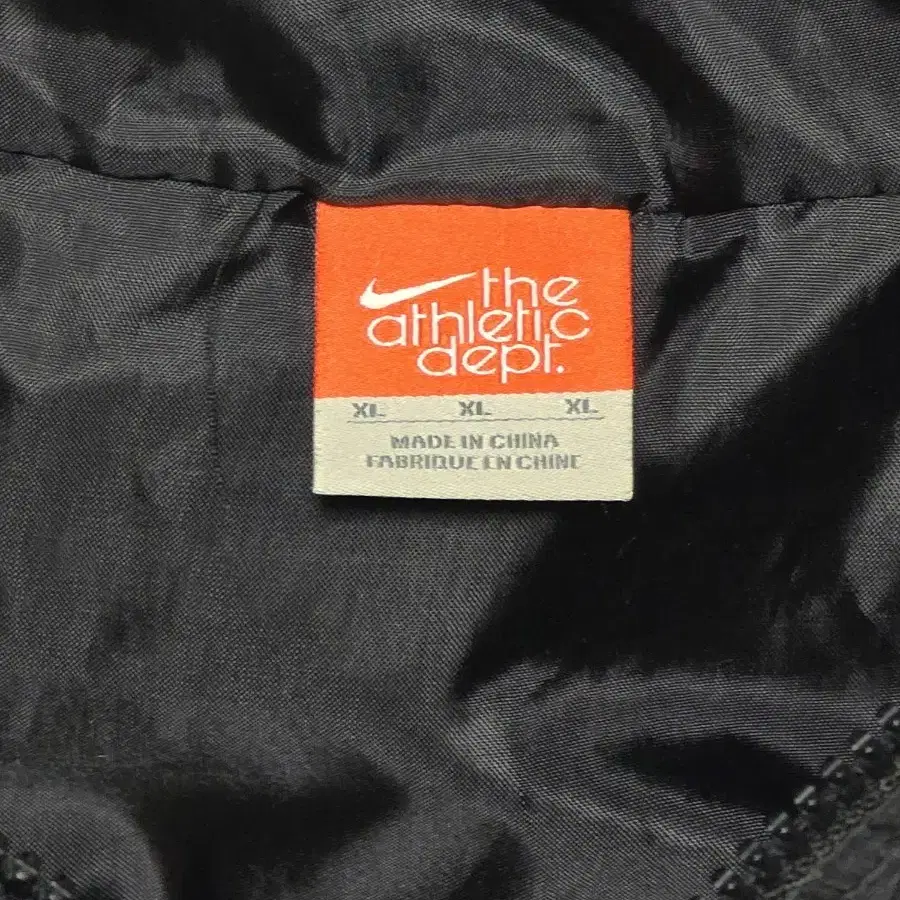 the
athletic
dept.
XL XL XL
MADE IN CHINA
FABRIQUE EN CHINE